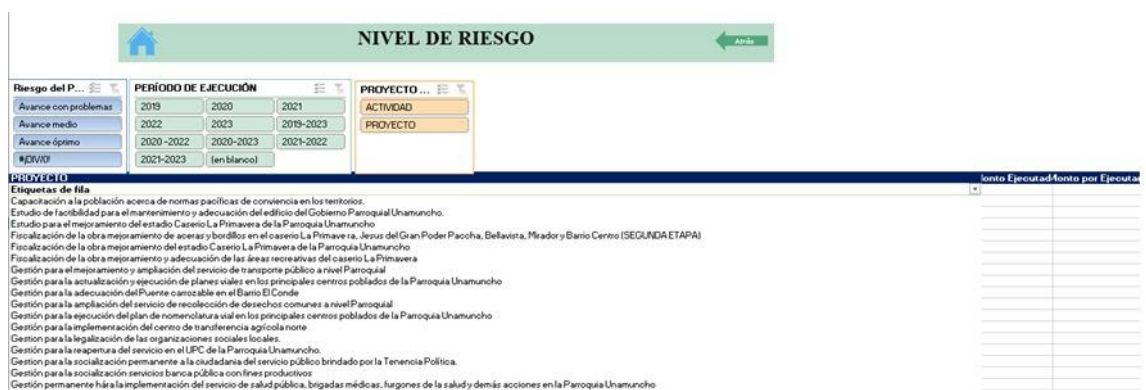 NIVEL DE RIESGO
Atrás
Riesgo del P...
Avance con problemas
Avance medio
Avance óptimo
#¡DIV/0!
PERÍODO DE EJECUCIÓN
2019 2020 2021
2022 2023 2019-2023
2020 -2022 2020-2023 2021-2022
2021-2023 (en blanco)
PROYECTO ...
ACTIVIDAD
PROYECTO
PROYECTO onto Ejecutad Monto por Ejecutar
Etiquetas de fila
Capacitación a la población acerca de normas pacíficas de conviencia en los territorios.
Estudio de factibilidad para el mantenimiento y adecuación del edificio del Gobierno Parroquial Unamuncho.
Estudio para el mejoramiento del estadio Caserio La Primavera de la Parroquia Unamuncho
Fiscalización de la obra mejoramiento de aceras y bordillos en el caserio La Primavera, Jesus del Gran Poder Paccha, Bellavista, Mirador y Barrio Centro (SEGUNDA ETAPA)
Fiscalización de la obra mejoramiento del estadio Caserio La Primavera de la Parroquia Unamuncho
Fiscalización de la obra mejoramiento y adecuación de las áreas recreativas del caserio La Primavera
Gestión para el mejoramiento y ampliación del servicio de transporte público a nivel Parroquial
Gestión para la actualización y ejecución de planes viales en los principales centros poblados de la Parroquia Unamuncho
Gestión para la adecuación del Puente carrozable en el Barrio El Conde
Gestión para la ampliación del servicio de recolección de desechos comunes a nivel Parroquial
Gestión para la ejecución del plan de nomenclatura vial en los principales centros poblados de la Parroquia Unamuncho
Gestión para la implementación del centro de transferencia agrícola norte
Gestión para la legalización de las organizaciones sociales locales.
Gestión para la reapertura del servicio en el UPC de la Parroquia Unamuncho.
Gestion para la socialización permanente a la ciudadania del servicio público brindado por la Tenencia Política.
Gestión para la socialización servicios banca pública con fines productivos
Gestión permanente hára la implementación del servicio de salud pública, brigadas médicas, furgones de la salud y demás acciones en la Parroquia Unamuncho